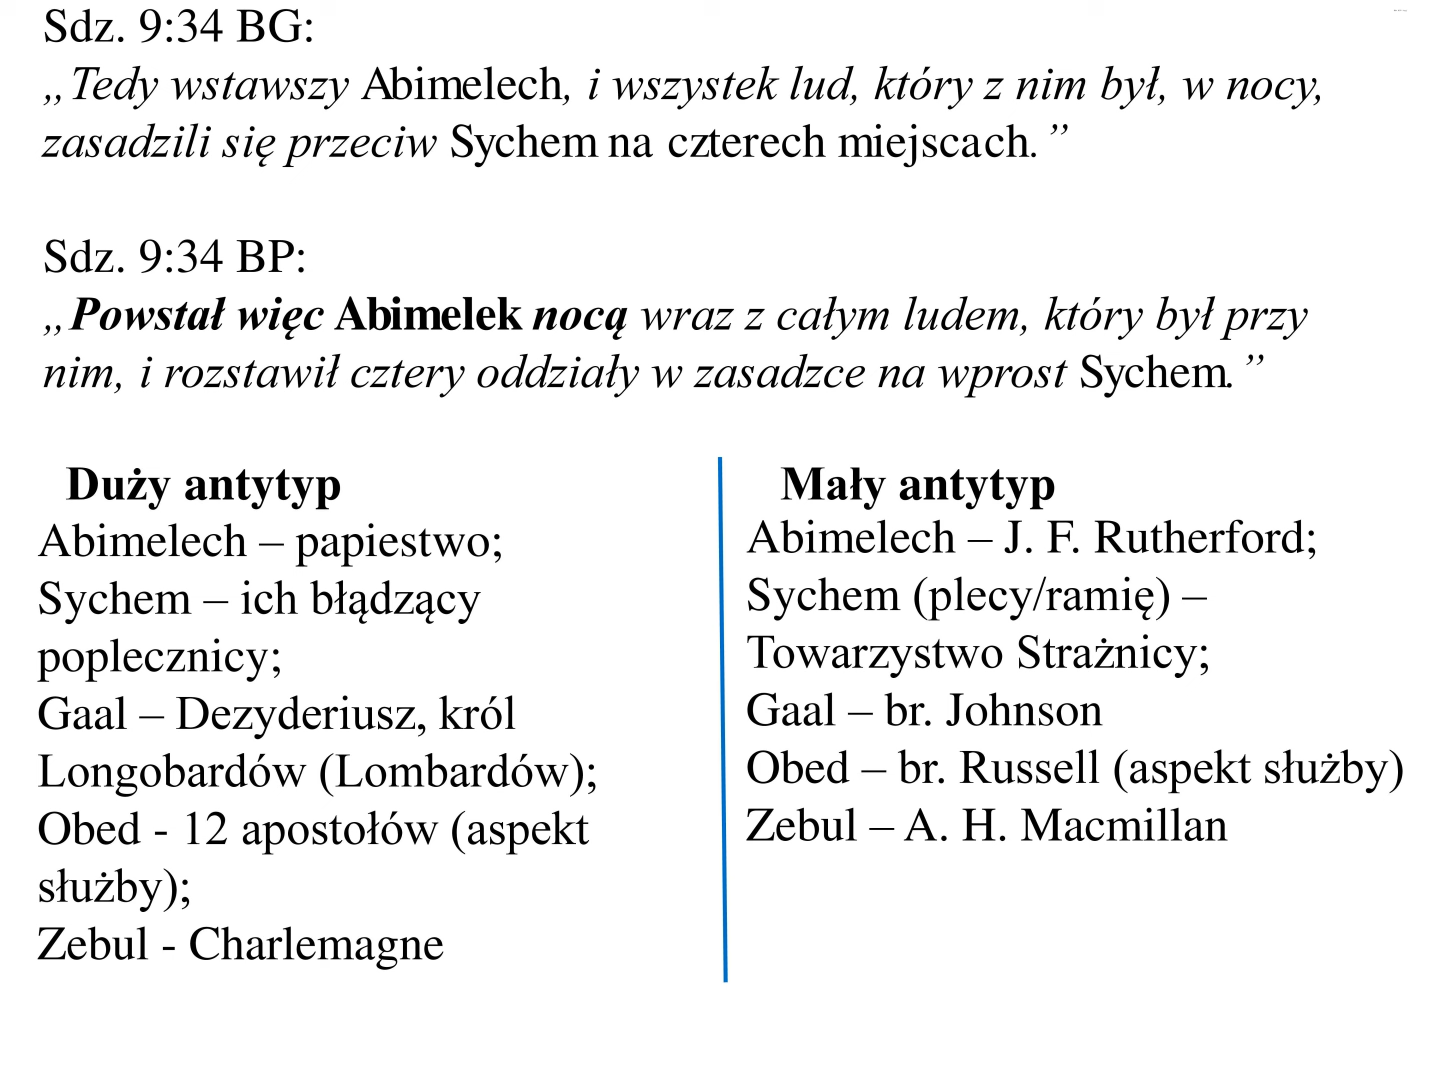 Sdz. 9:34 BG:
„Tedy wstawszy Abimelech, i wszystek lud, który z nim był, w nocy,
zasadzili się przeciw Sychem na czterech miejscach.”
Sdz. 9:34 BP:
„Powstał więc Abimelek nocą wraz z całym ludem, który był przy
nim, i rozstawił cztery oddziały w zasadzce na wprost Sychem.”
Duży antytyp
Abimelech – papiestwo;
Sychem – ich błądzący
poplecznicy;
Gaal – Dezyderiusz, król
Longobardów (Lombardów);
Obed - 12 apostołów (aspekt
służby);
Zebul - Charlemagne
Mały antytyp
Abimelech – J. F. Rutherford;
Sychem (plecy/ramię) –
Towarzystwo Strażnicy;
Gaal – br. Johnson
Obed – br. Russell (aspekt służby)
Zebul – A. H. Macmillan